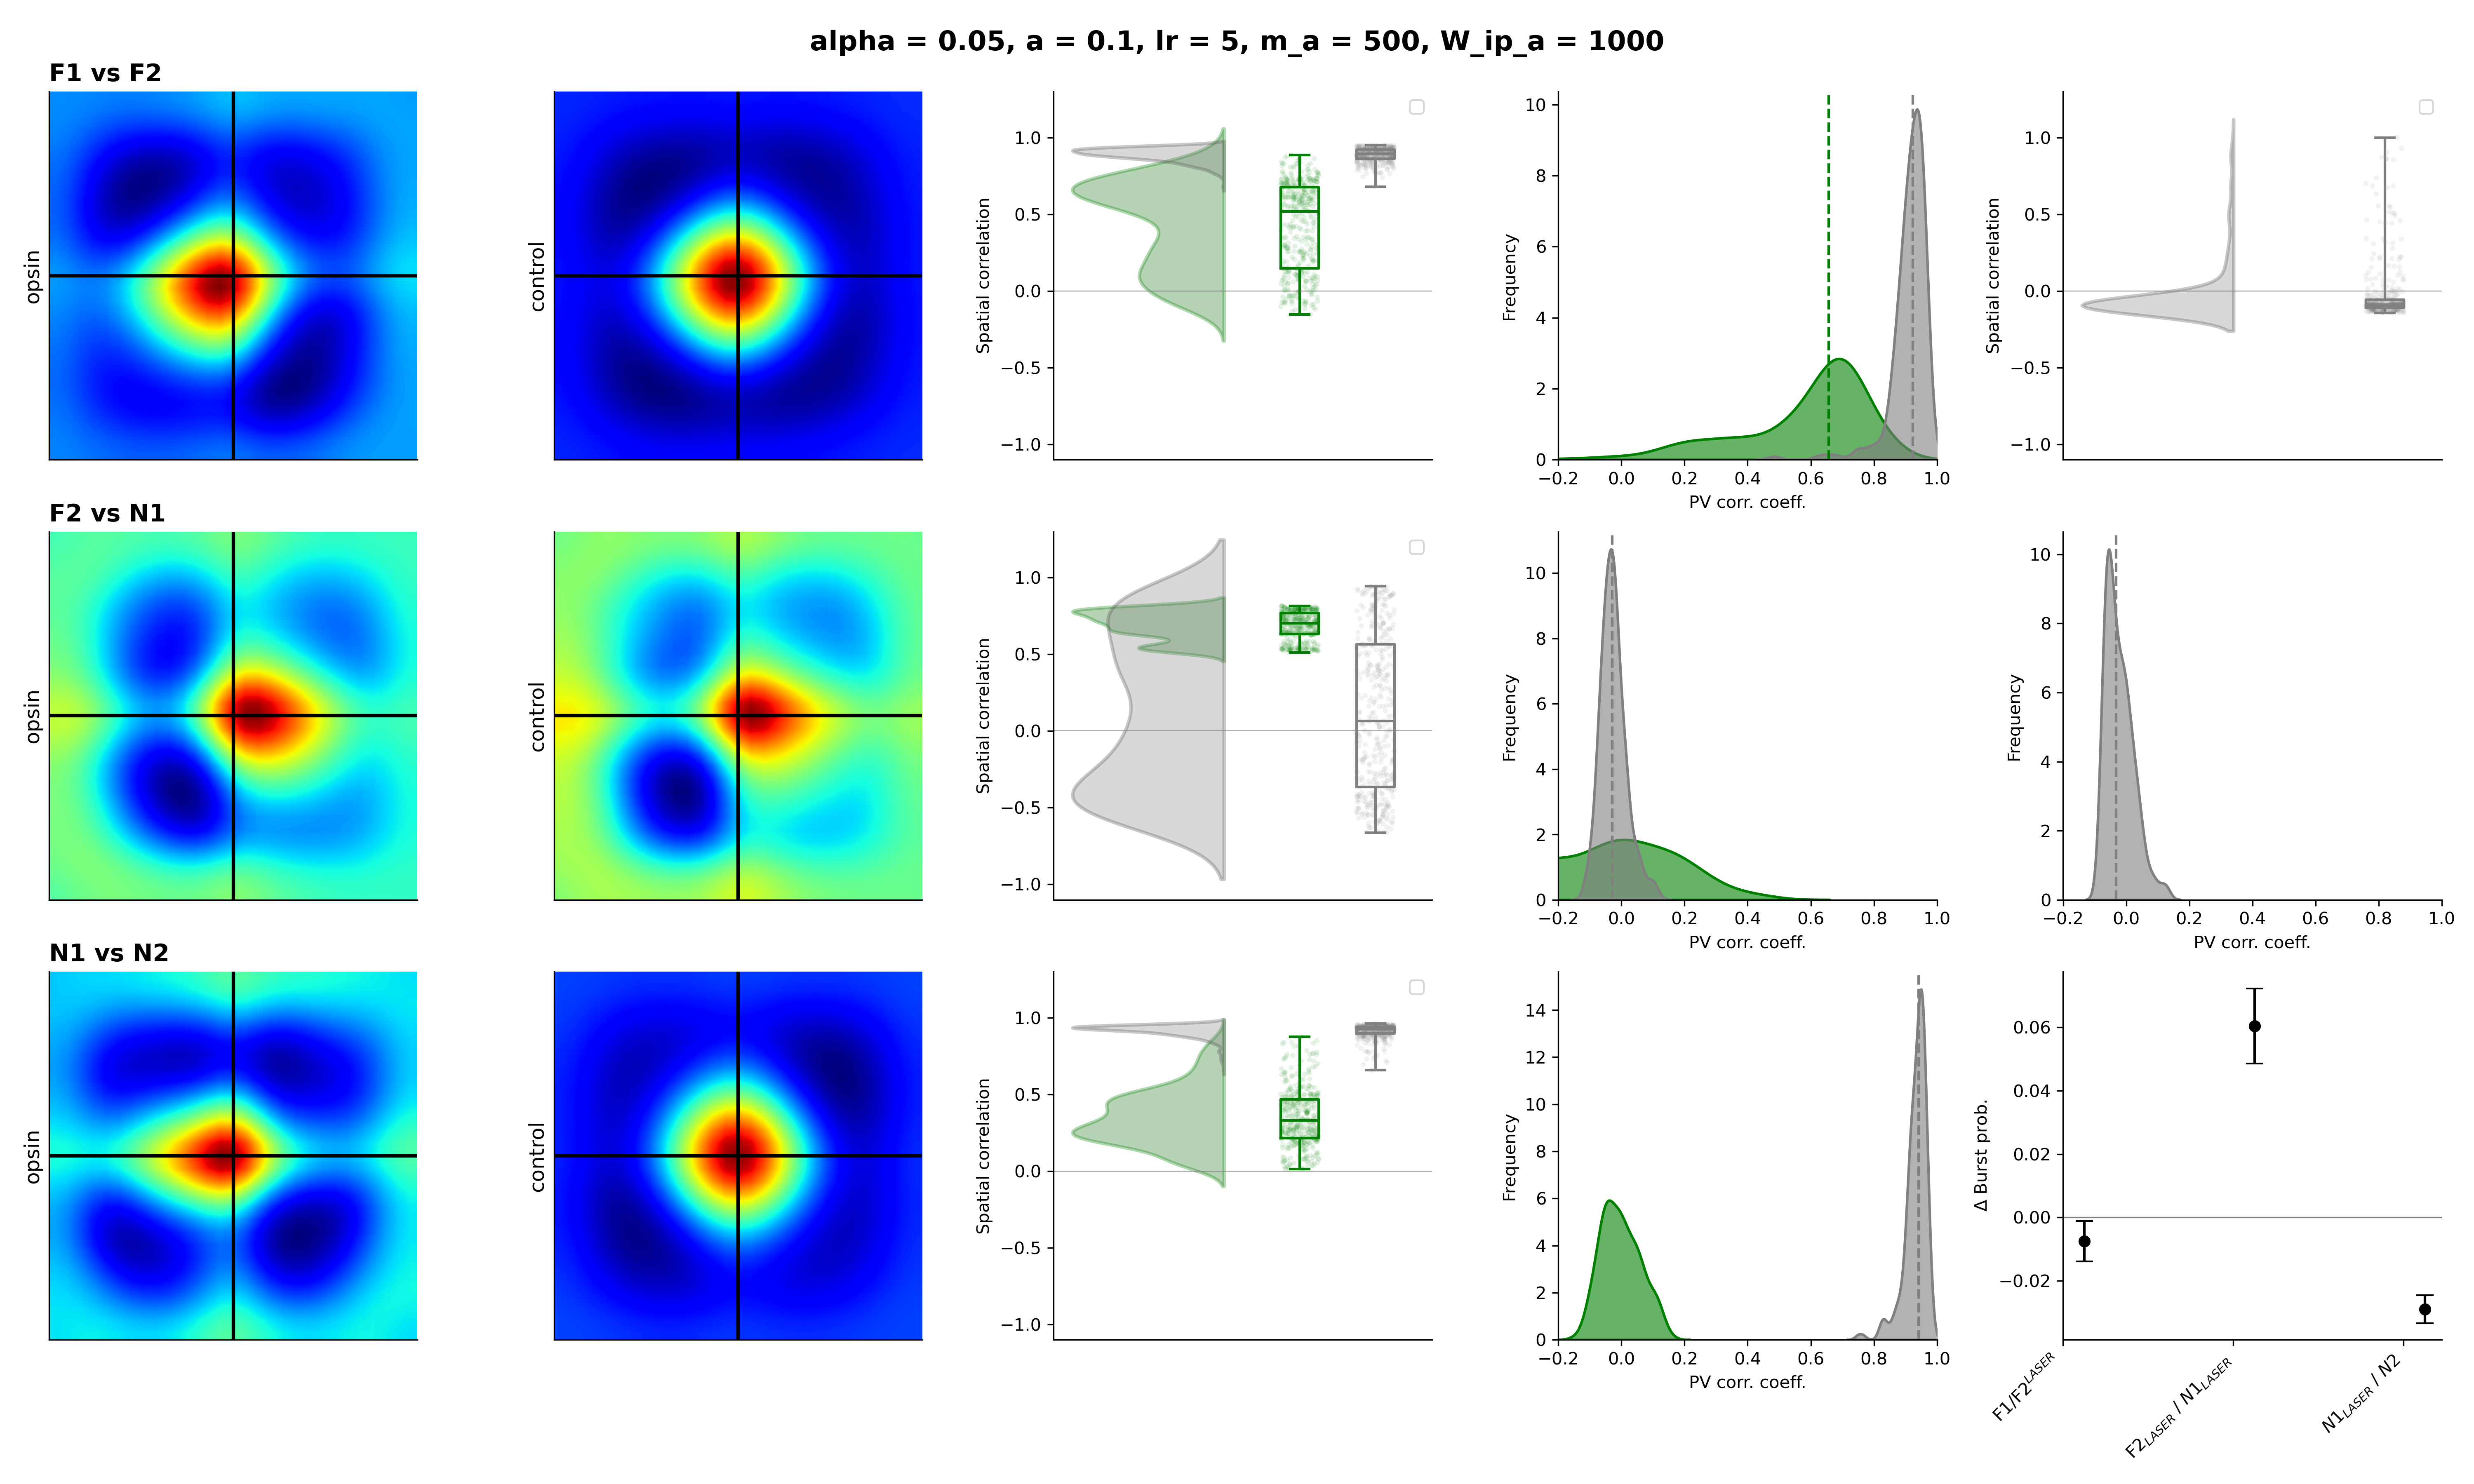 alpha = 0.05, a = 0.1, lr = 5, m_a = 500, W_ip_a = 1000
F1 vs F2
opsin
control
Spatial correlation
1.0
0.5
0.0
−0.5
−1.0
Frequency
10
8
6
4
2
0
−0.2 0.0 0.2 0.4 0.6 0.8 1.0
PV corr. coeff.
Spatial correlation
1.0
0.5
0.0
−0.5
−1.0
F2 vs N1
opsin
control
Spatial correlation
1.0
0.5
0.0
−0.5
−1.0
Frequency
10
8
6
4
2
0
−0.2 0.0 0.2 0.4 0.6 0.8 1.0
PV corr. coeff.
Frequency
10
8
6
4
2
0
−0.2 0.0 0.2 0.4 0.6 0.8 1.0
PV corr. coeff.
N1 vs N2
opsin
control
Spatial correlation
1.0
0.5
0.0
−0.5
−1.0
Frequency
14
12
10
8
6
4
2
0
−0.2 0.0 0.2 0.4 0.6 0.8 1.0
PV corr. coeff.
Δ Burst prob.
0.06
0.04
0.02
0.00
−0.02
F1/F2^LASER
F2_LASER / N1_LASER
N1_LASER / N2